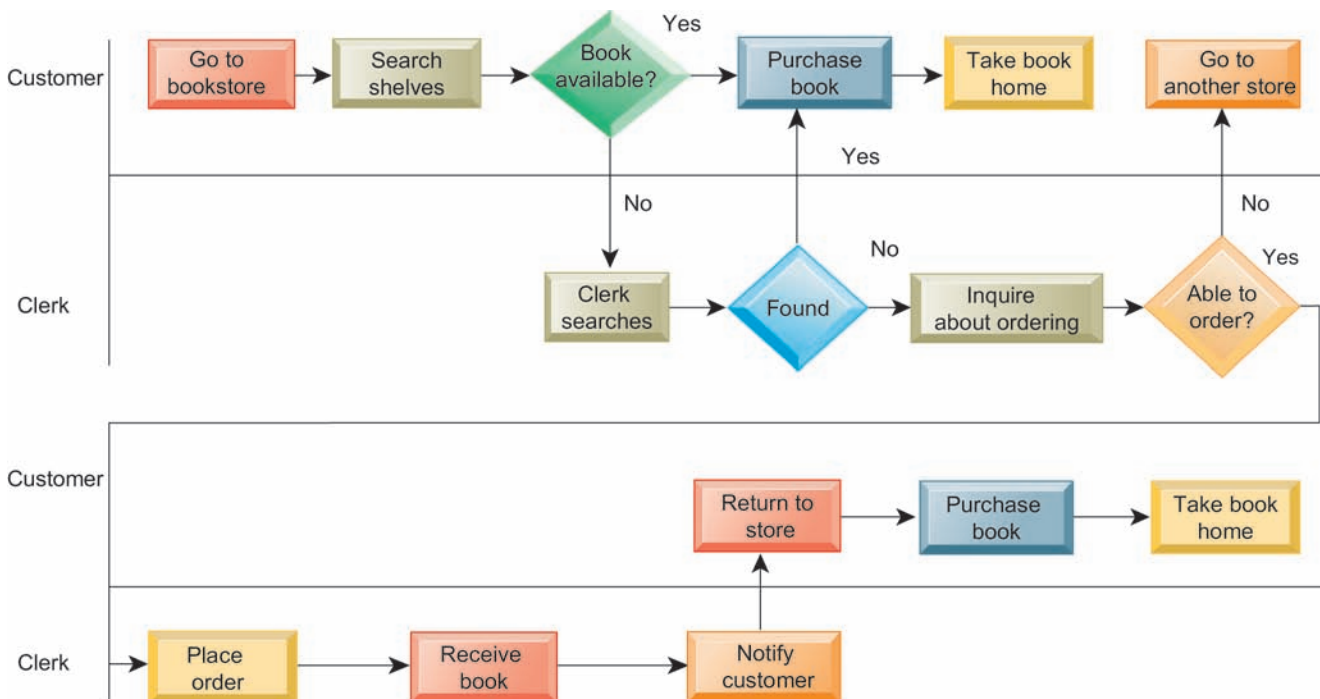 Yes
Customer
Go to
bookstore
Search
shelves
Book
available?
Purchase
book
Take book
home
Go to
another store
Yes
No
No
No
Yes
Clerk
Clerk
searches
Found
Inquire
about ordering
Able to
order?
Customer
Return to
store
Purchase
book
Take book
home
Clerk
Place
order
Receive
book
Notify
customer